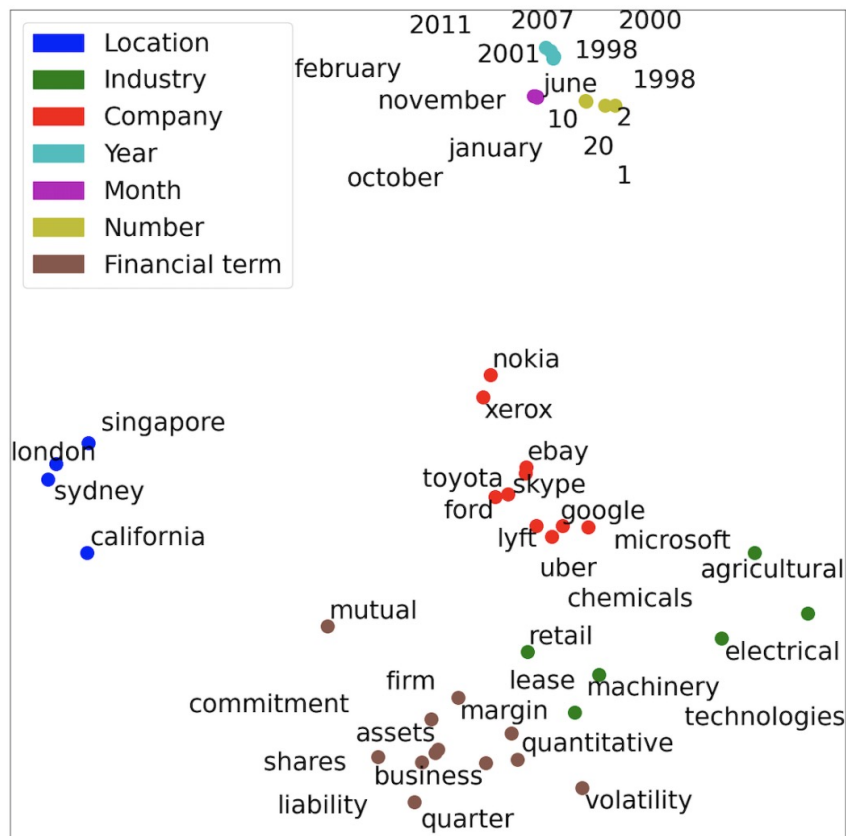 Location
Industry
Company
Year
Month
Number
Financial term
2011
2007
2000
2001
1998
february
june
1998
november
10
2
january
20
october
1
nokia
xerox
singapore
london
sydney
ebay
toyota
skype
ford
google
california
lyft
microsoft
uber
agricultural
chemicals
mutual
retail
electrical
firm
lease
machinery
commitment
margin
technologies
assets
quantitative
shares
business
liability
volatility
quarter